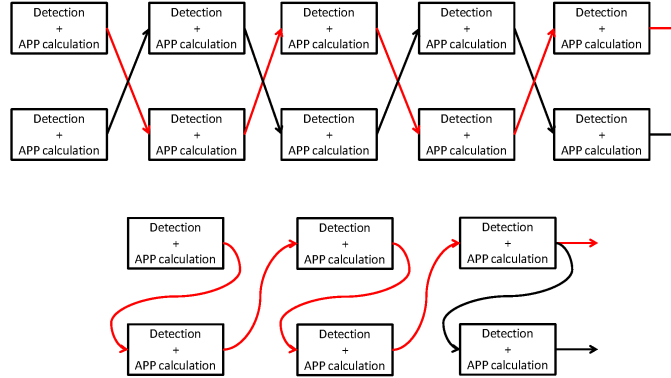 Detection
+
APP calculation
Detection
+
APP calculation
Detection
+
APP calculation
Detection
+
APP calculation
Detection
+
APP calculation
Detection
+
APP calculation
Detection
+
APP calculation
Detection
+
APP calculation
Detection
+
APP calculation
Detection
+
APP calculation
Detection
+
APP calculation
Detection
+
APP calculation
Detection
+
APP calculation
Detection
+
APP calculation
Detection
+
APP calculation
Detection
+
APP calculation